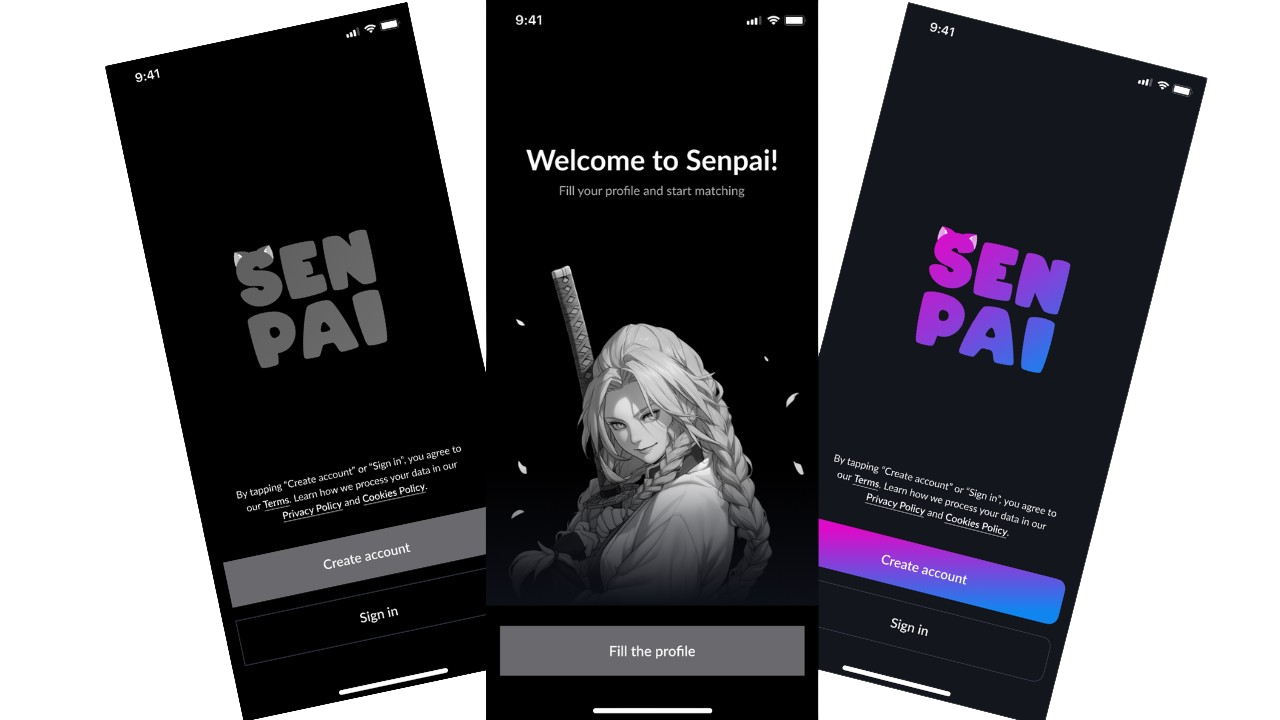 9:41
SEN
PAI
By tapping “Create account” or “Sign in”, you agree to
our Terms. Learn how we process your data in our
Privacy Policy and Cookies Policy.
Create account
Sign in
9:41
Welcome to Senpai!
Fill your profile and start matching
Fill the profile
9:41
SEN
PAI
By tapping “Create account” or “Sign in”, you agree to
our Terms. Learn how we process your data in our
Privacy Policy and Cookies Policy.
Create account
Sign in